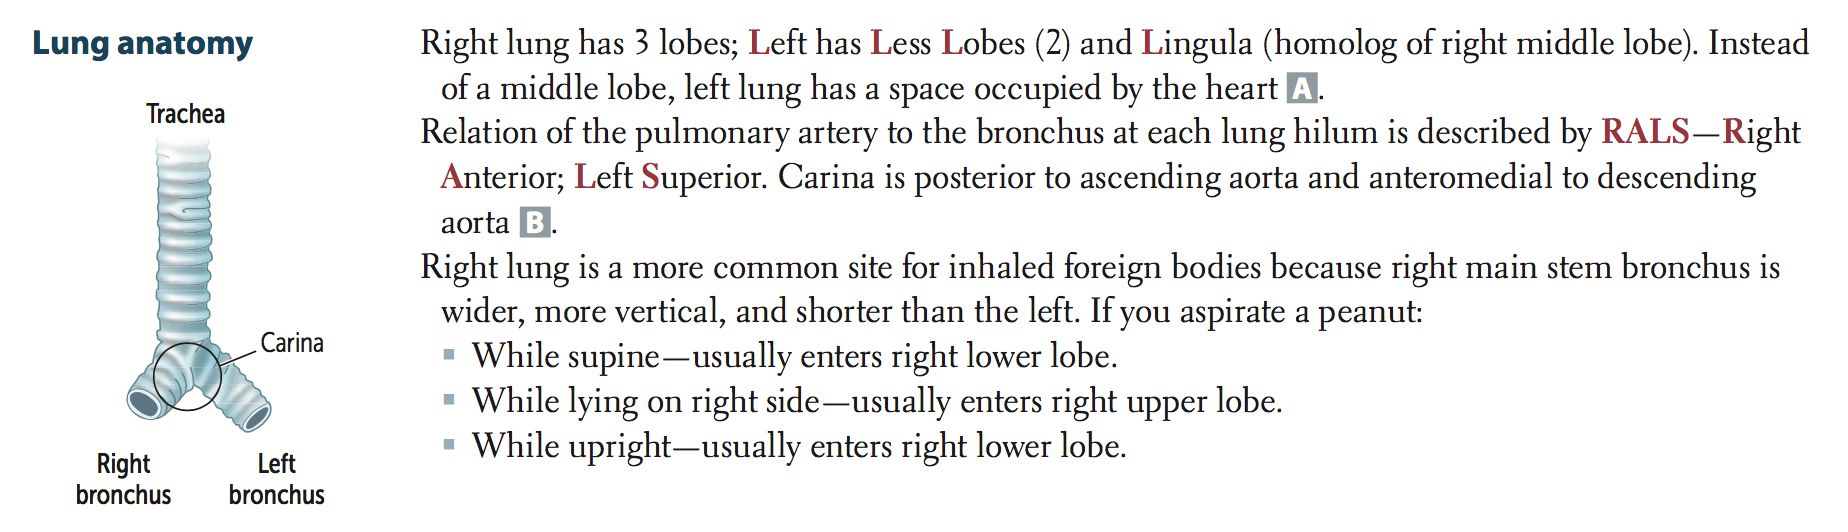 Lung anatomy
Trachea
Carina
Right
bronchus
Left
bronchus
Right lung has 3 lobes; Left has Less Lobes (2) and Lingula (homolog of right middle lobe). Instead
of a middle lobe, left lung has a space occupied by the heart A.
Relation of the pulmonary artery to the bronchus at each lung hilum is described by RALS—Right
Anterior; Left Superior. Carina is posterior to ascending aorta and anteromedial to descending
aorta B.
Right lung is a more common site for inhaled foreign bodies because right main stem bronchus is
wider, more vertical, and shorter than the left. If you aspirate a peanut:
▪ While supine—usually enters right lower lobe.
▪ While lying on right side—usually enters right upper lobe.
▪ While upright—usually enters right lower lobe.